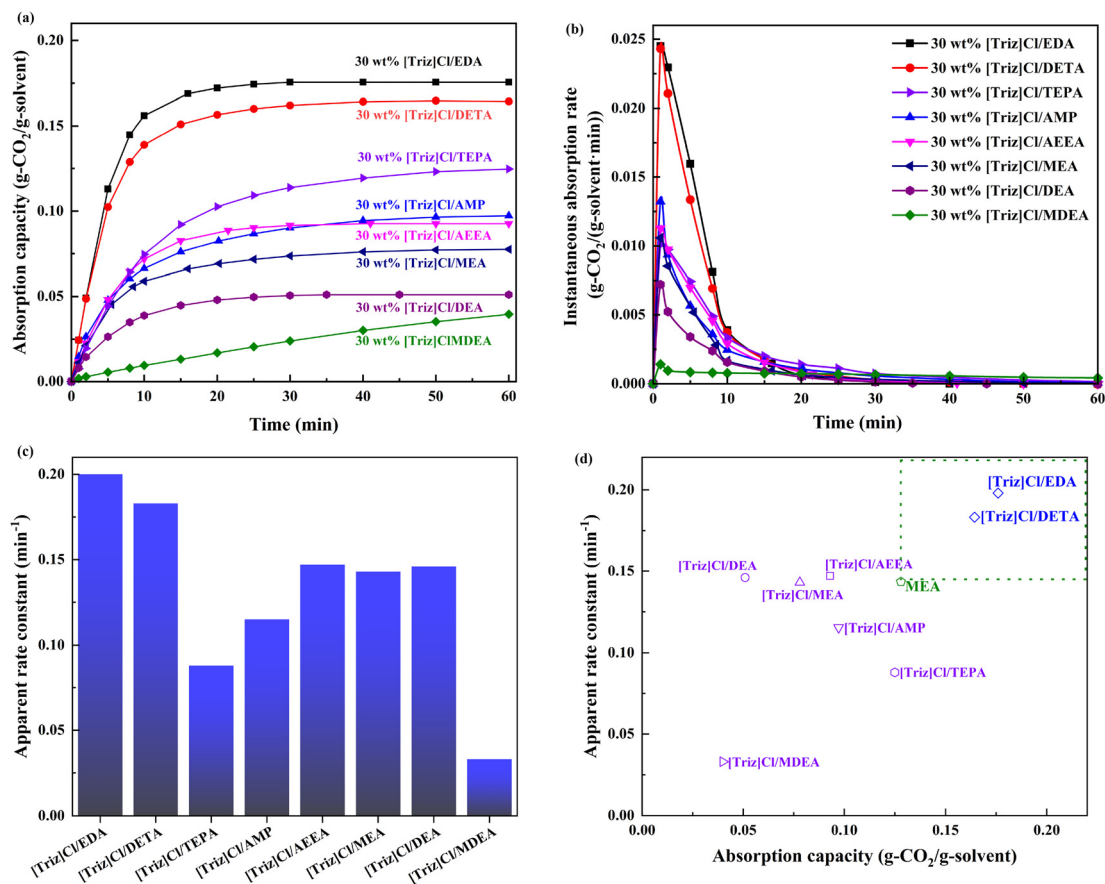 (a)
Absorption capacity (g-CO₂/g-solvent)
0.20
0.15
0.10
0.05
0.00
30 wt% [Triz]Cl/EDA
30 wt% [Triz]Cl/DETA
30 wt% [Triz]Cl/TEPA
30 wt% [Triz]Cl/AMP
30 wt% [Triz]Cl/AEEA
30 wt% [Triz]Cl/MEA
30 wt% [Triz]Cl/DEA
30 wt% [Triz]ClMDEA
0 10 20 30 40 50 60
Time (min)
(b)
Instantaneous absorption rate
(g-CO₂/(g-solvent·min))
0.025
0.020
0.015
0.010
0.005
0.000
30 wt% [Triz]Cl/EDA
30 wt% [Triz]Cl/DETA
30 wt% [Triz]Cl/TEPA
30 wt% [Triz]Cl/AMP
30 wt% [Triz]Cl/AEEA
30 wt% [Triz]Cl/MEA
30 wt% [Triz]Cl/DEA
30 wt% [Triz]Cl/MDEA
0 10 20 30 40 50 60
Time (min)
(c)
Apparent rate constant (min⁻¹)
0.20
0.15
0.10
0.05
0.00
[Triz]Cl/EDA
[Triz]Cl/DETA
[Triz]Cl/TEPA
[Triz]Cl/AMP
[Triz]Cl/AEEA
[Triz]Cl/MEA
[Triz]Cl/DEA
[Triz]Cl/MDEA
(d)
Apparent rate constant (min⁻¹)
0.20
0.15
0.10
0.05
0.00
[Triz]Cl/EDA
[Triz]Cl/DETA
[Triz]Cl/DEA
[Triz]Cl/AEEA
[Triz]Cl/MEA
MEA
[Triz]Cl/AMP
[Triz]Cl/TEPA
[Triz]Cl/MDEA
0.00 0.05 0.10 0.15 0.20
Absorption capacity (g-CO₂/g-solvent)